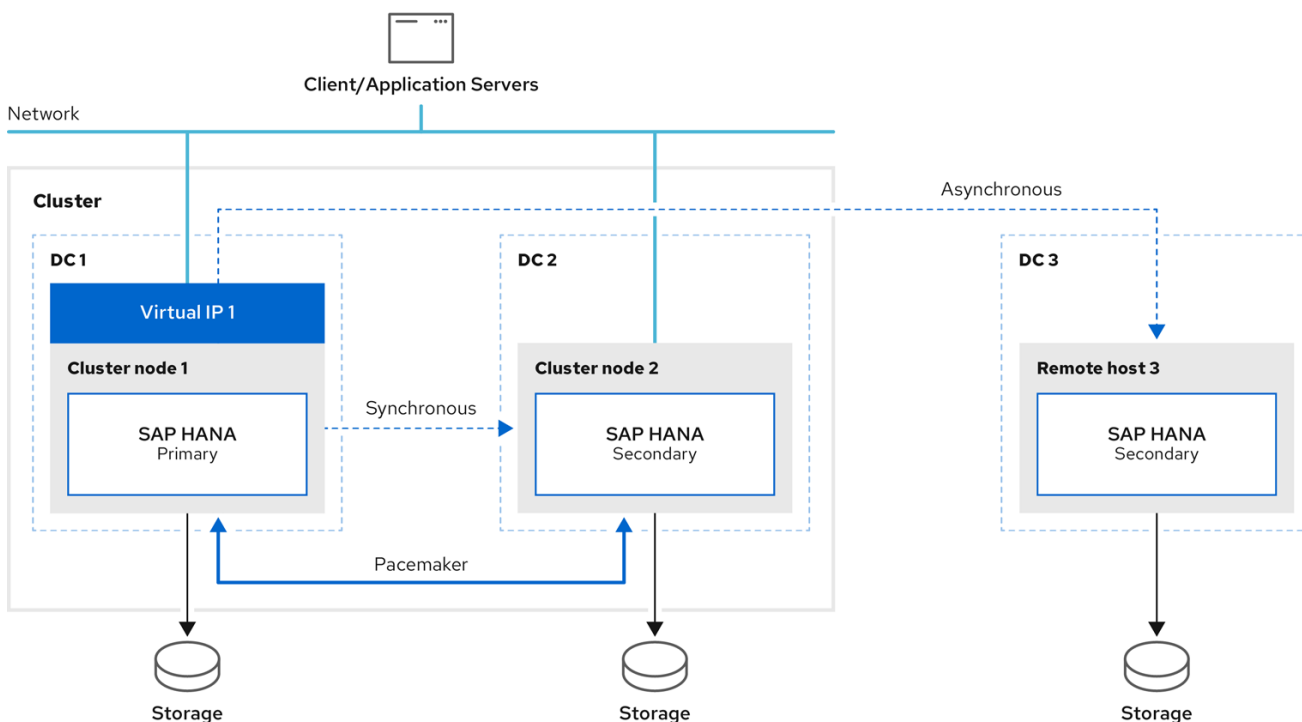 Client/Application Servers
Network
Cluster
Asynchronous
DC 1
DC 2
DC 3
Virtual IP 1
Cluster node 1
Cluster node 2
Remote host 3
Synchronous
SAP HANA
Primary
SAP HANA
Secondary
SAP HANA
Secondary
Pacemaker
Storage
Storage
Storage